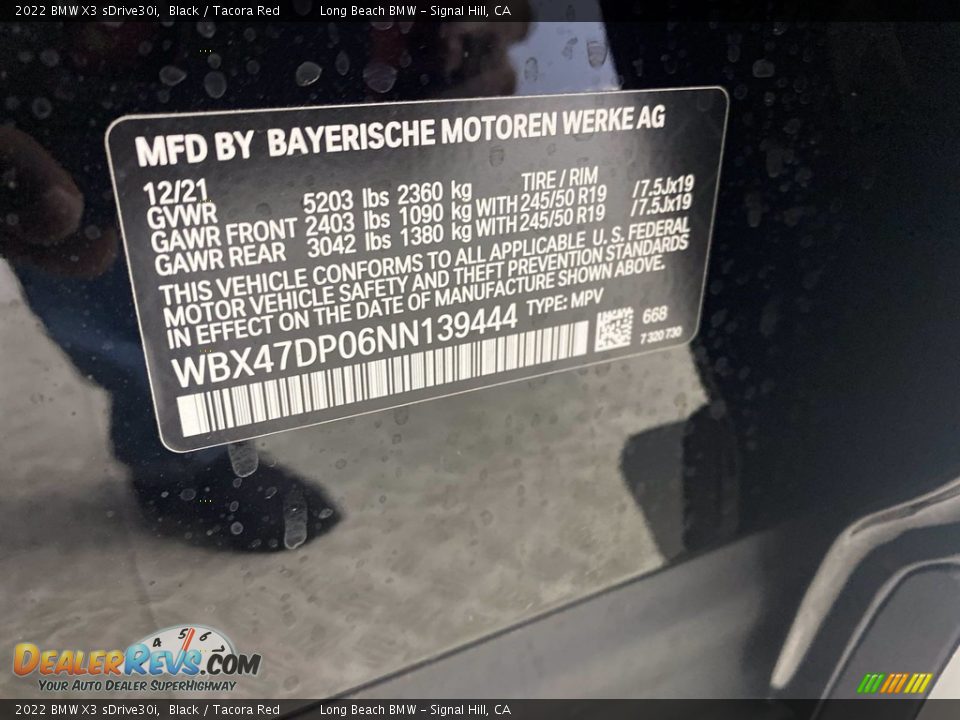 2022 BMW X3 sDrive30i, Black / Tacora Red Long Beach BMW - Signal Hill, CA
MFD BY BAYERISCHE MOTOREN WERKE AG
12/21 TIRE / RIM
GVWR 5203 lbs 2360 kg
GAWR FRONT 2403 lbs 1090 kg WITH 245/50 R19 /7.5Jx19
GAWR REAR 3042 lbs 1380 kg WITH 245/50 R19 /7.5Jx19
THIS VEHICLE CONFORMS TO ALL APPLICABLE U. S. FEDERAL
MOTOR VEHICLE SAFETY AND THEFT PREVENTION STANDARDS
IN EFFECT ON THE DATE OF MANUFACTURE SHOWN ABOVE.
WBX47DP06NN139444 TYPE: MPV
668
7 320 730
4 5 6 7
DEALERREVS.COM
YOUR AUTO DEALER SUPERHIGHWAY
2022 BMW X3 sDrive30i, Black / Tacora Red Long Beach BMW - Signal Hill, CA